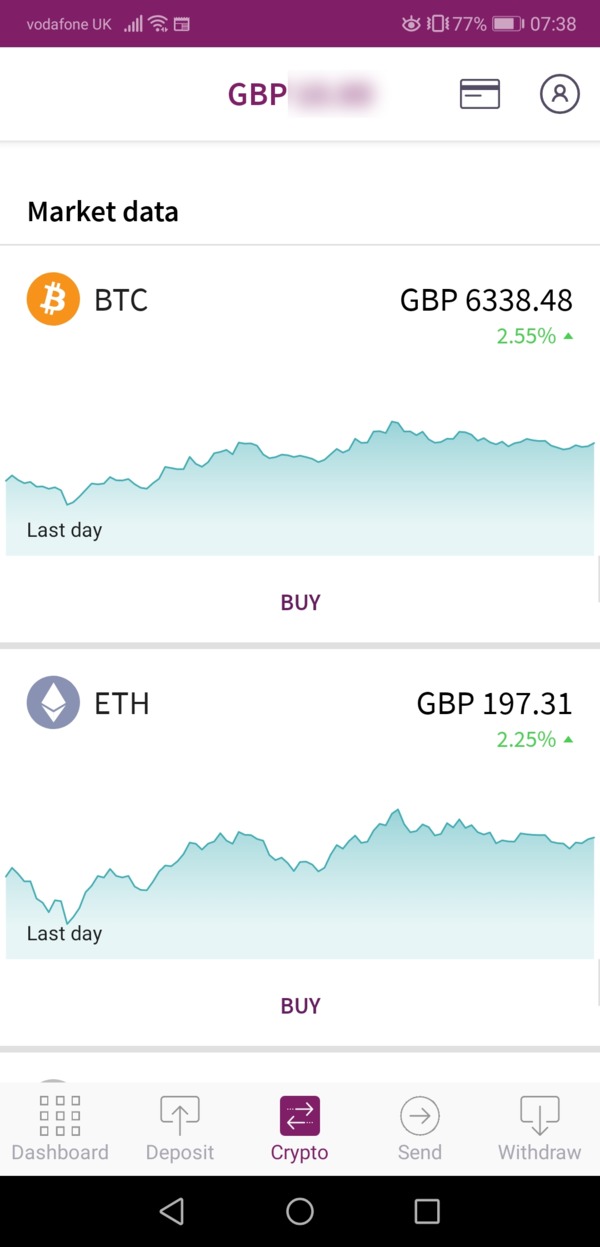 vodafone UK 77% 07:38
GBP
Market data
BTC GBP 6338.48
2.55%
Last day
BUY
ETH GBP 197.31
2.25%
Last day
BUY
Dashboard Deposit Crypto Send Withdraw